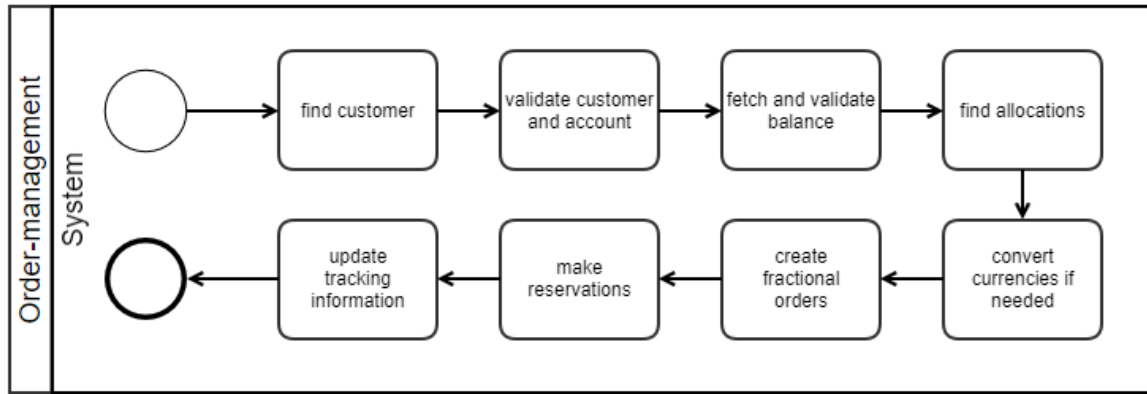 Order-management
System
find customer
validate customer
and account
fetch and validate
balance
find allocations
convert
currencies if
needed
create
fractional
orders
make
reservations
update
tracking
information